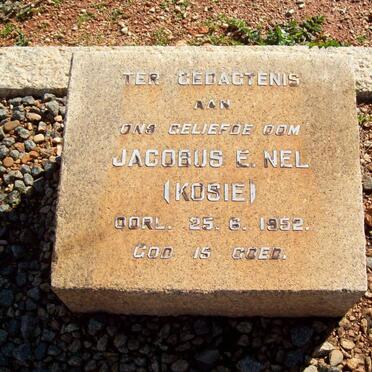 TER GEDAGTENIS
AAN
ONS GELIEFDE OOM
JACOBUS E. NEL
(KOSIE)
OORL. 25. 6. 1952.
GOD IS GOED.